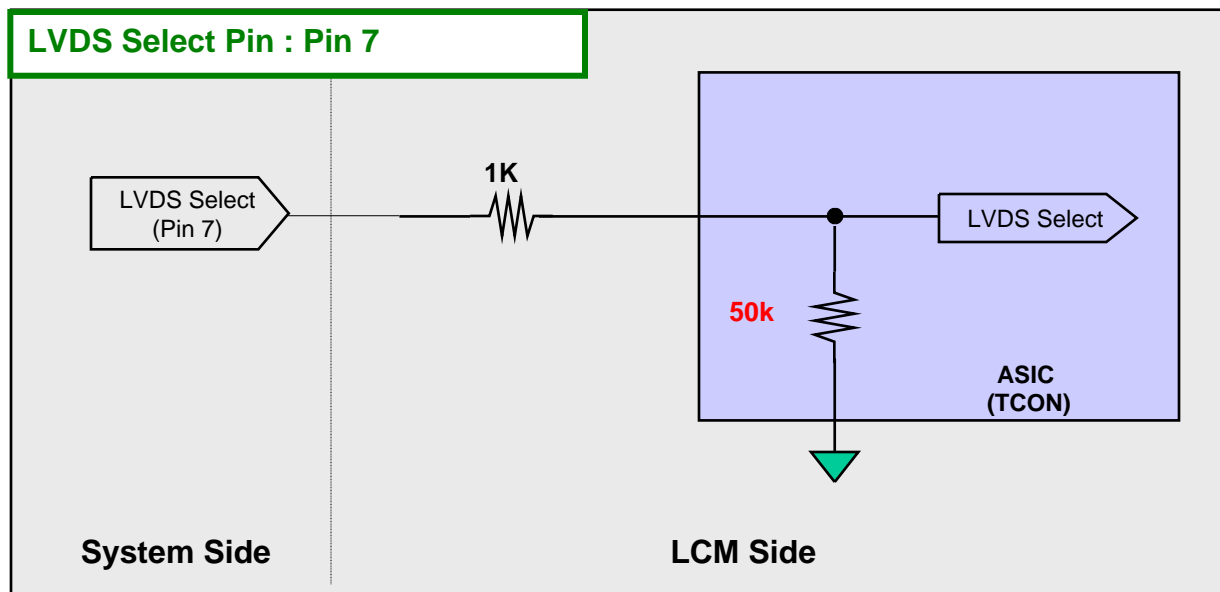 LVDS Select Pin : Pin 7
LVDS Select
(Pin 7)
1K
LVDS Select
50k
ASIC
(TCON)
System Side
LCM Side